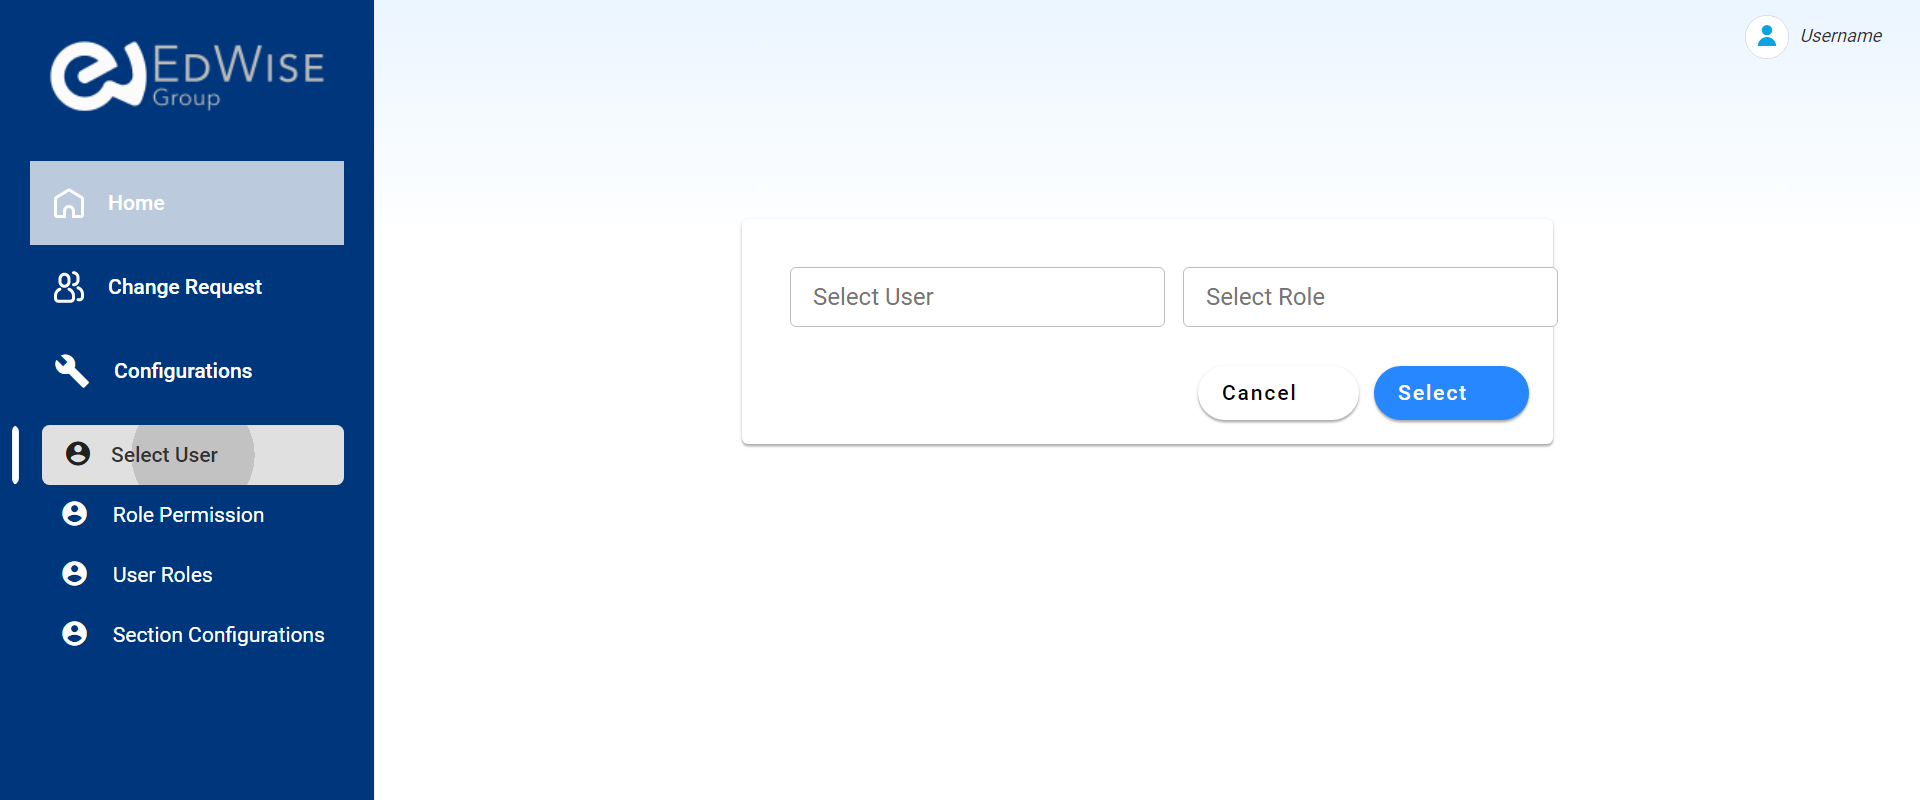 EDWISE
Group
Username
Home
Change Request
Configurations
Select User
Role Permission
User Roles
Section Configurations
Select User
Select Role
Cancel
Select